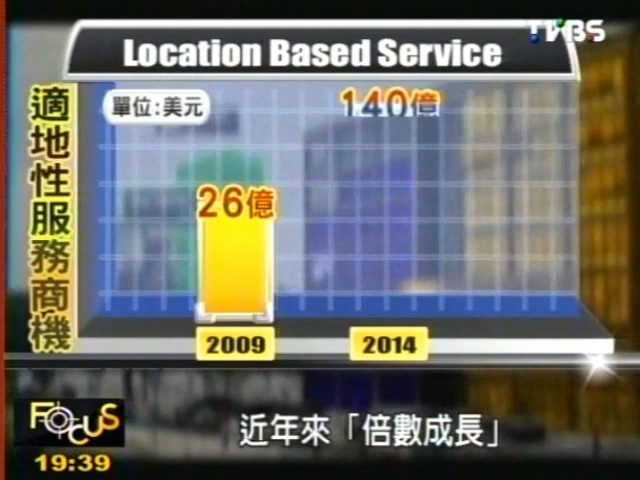 TVBS
Location Based Service
適地性服務商機
單位:美元
140億
26億
2009
2014
FOCUS
近年來「倍數成長」
19:39